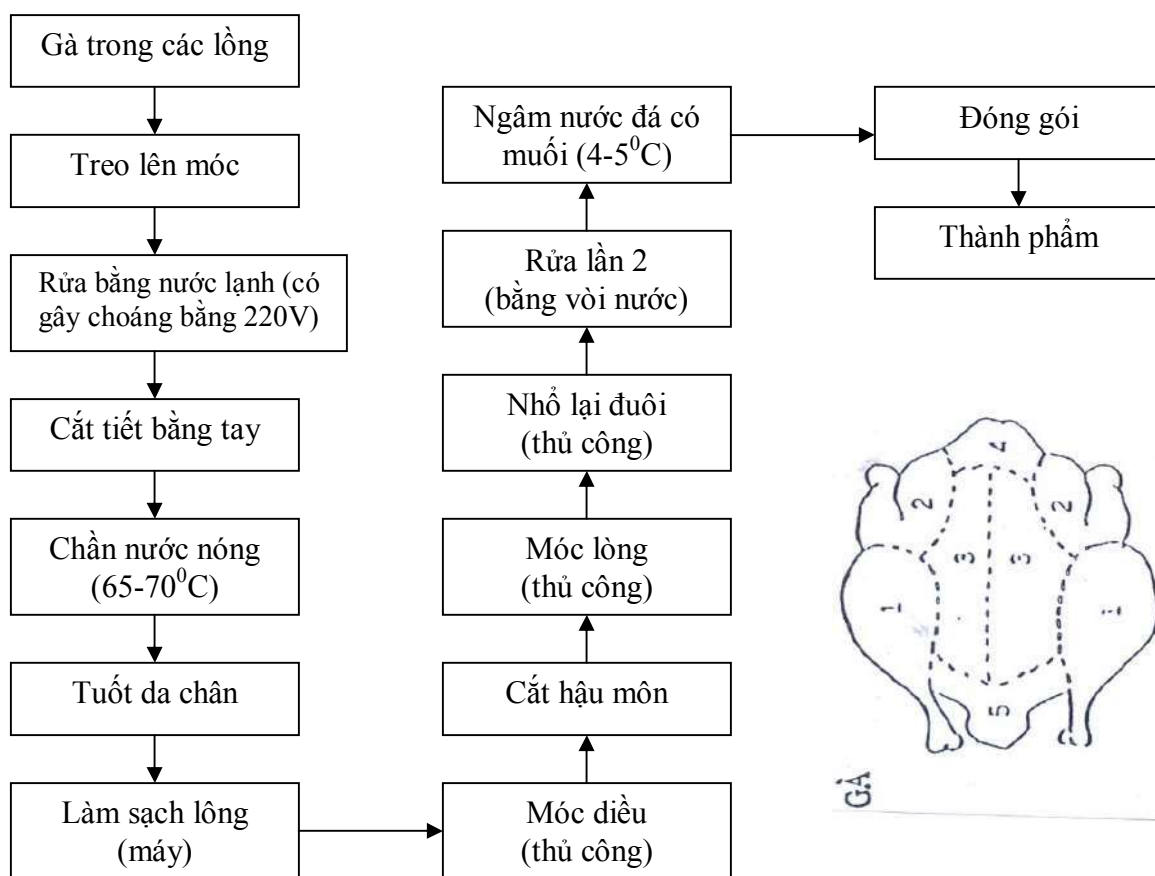 Gà trong các lồng
Treo lên móc
Rửa bằng nước lạnh (có
gây choáng bằng 220V)
Cắt tiết bằng tay
Chần nước nóng
(65-70⁰C)
Tuốt da chân
Làm sạch lông
(máy)
Móc diều
(thủ công)
Cắt hậu môn
Móc lòng
(thủ công)
Nhổ lại đuôi
(thủ công)
Rửa lần 2
(bằng vòi nước)
Ngâm nước đá có
muối (4-5⁰C)
Đóng gói
Thành phẩm
4
2
2
3
3
1
1
5
GÀ